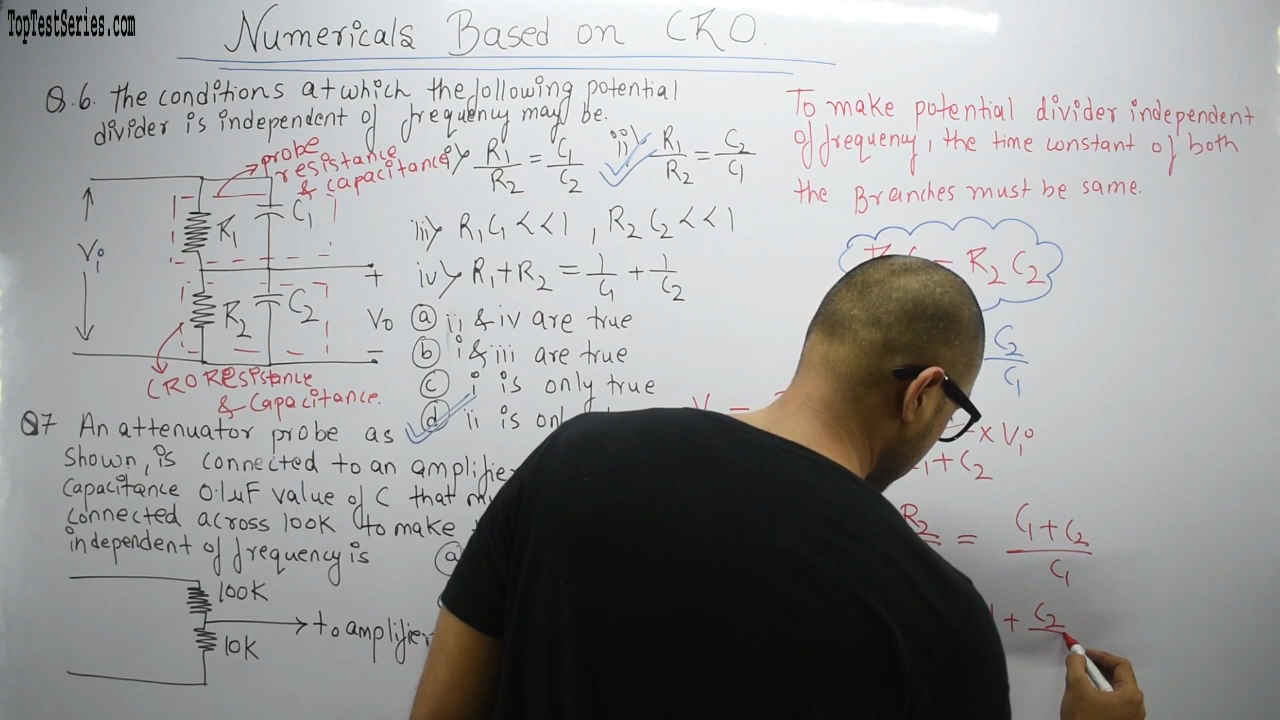 TopTestSeries.com
Numericals Based on CRO.
Q.6. The conditions at which the following potential
divider is independent of frequency may be.
probe
resistance
& capacitance
i> R1/R2 = C1/C2
ii> R1/R2 = C2/C1
iii> R1C1 << 1 , R2C2 << 1
iv> R1 + R2 = 1/C1 + 1/C2
(a) ii & iv are true
(b) i & iii are true
(c) i is only true
(d) ii is only
Vi
R1
C1
R2
C2
+
Vo
-
CRO Resistance
& Capacitance.
Q7 An attenuator probe as
shown, is connected to an amplifier
capacitance 0.1µF value of C that
connected across 100K to make
independent of frequency is (a)
100K
10K
to amplifier
To make potential divider independent
of frequency, the time constant of both
the Branches must be same.
= R2 C2
C2/C1
V =
× Vi
C1 + C2
R2 = (C1 + C2)/C1
1 + C2